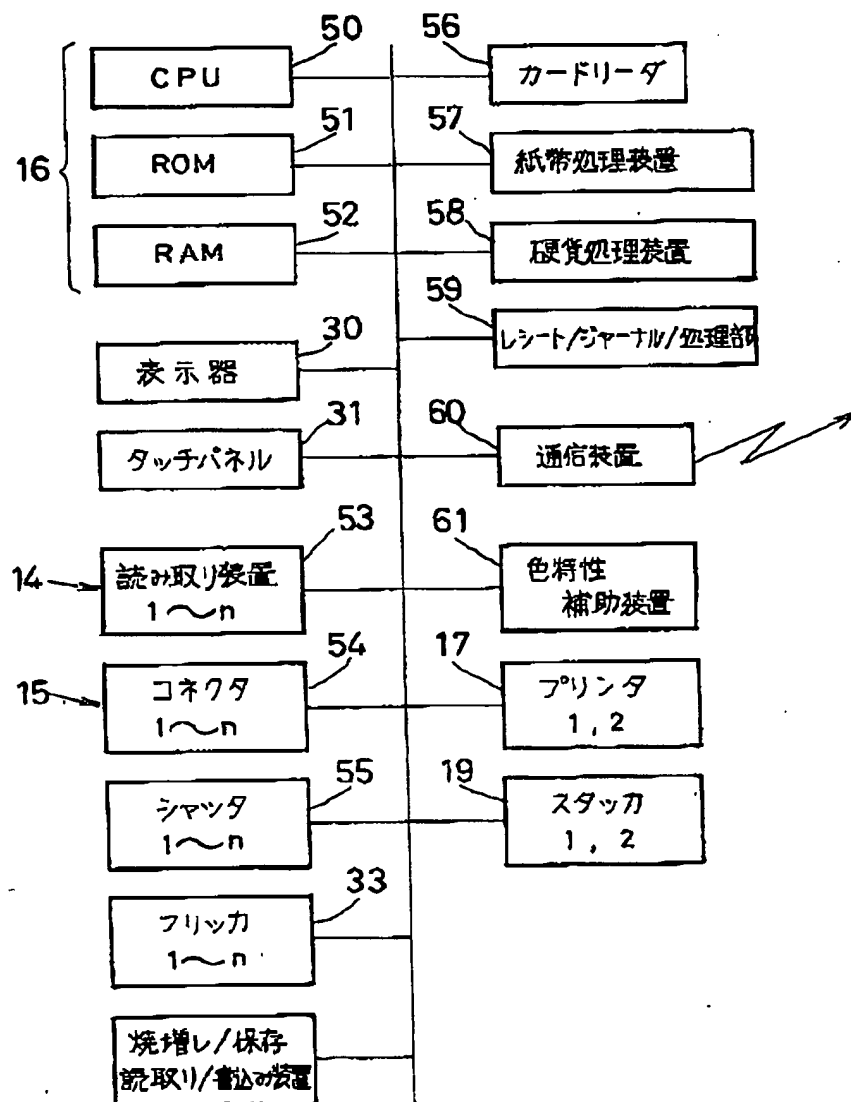 50
CPU
56
カードリーダ
16
51
ROM
57
紙幣処理装置
52
RAM
58
硬貨処理装置
59
レシート/ジャーナル/処理部
30
表示器
31
タッチパネル
60
通信装置
14
53
読み取り装置
1〜n
61
色特性
補助装置
15
54
コネクタ
1〜n
17
プリンタ
1,2
55
シャッタ
1〜n
19
スタッカ
1,2
33
フリッカ
1〜n
焼増し/保存
読取り/書込み装置